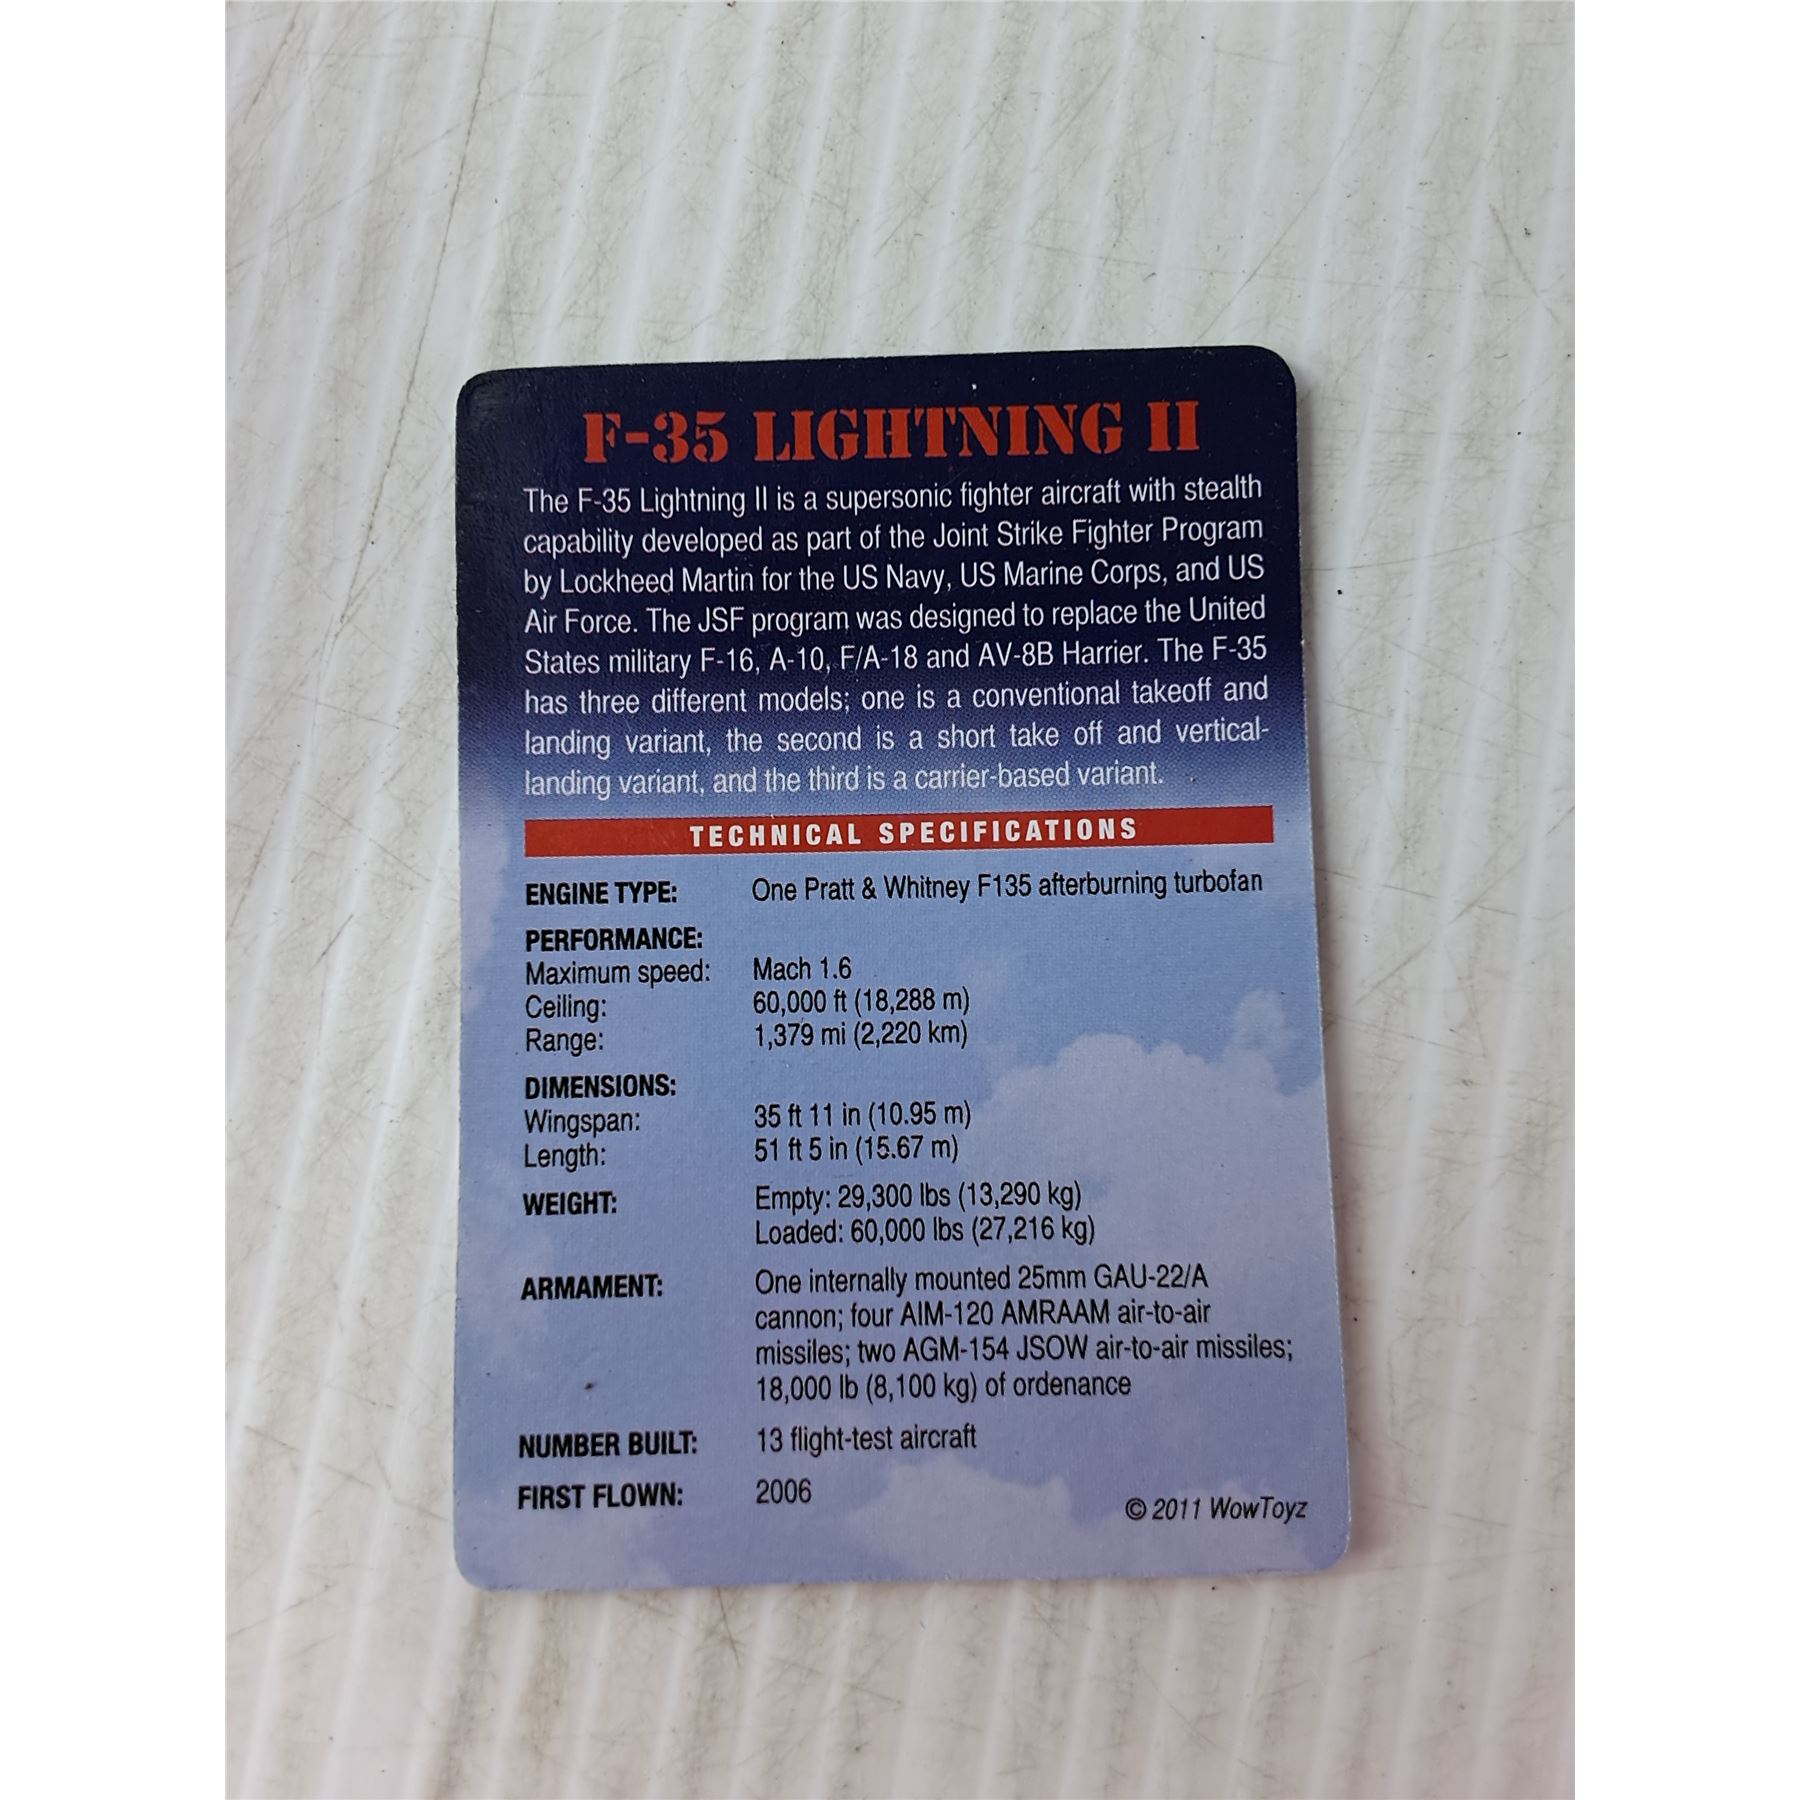 F-35 LIGHTNING II
The F-35 Lightning II is a supersonic fighter aircraft with stealth
capability developed as part of the Joint Strike Fighter Program
by Lockheed Martin for the US Navy, US Marine Corps, and US
Air Force. The JSF program was designed to replace the United
States military F-16, A-10, F/A-18 and AV-8B Harrier. The F-35
has three different models; one is a conventional takeoff and
landing variant, the second is a short take off and vertical-
landing variant, and the third is a carrier-based variant.
TECHNICAL SPECIFICATIONS
ENGINE TYPE: One Pratt & Whitney F135 afterburning turbofan
PERFORMANCE:
Maximum speed: Mach 1.6
Ceiling: 60,000 ft (18,288 m)
Range: 1,379 mi (2,220 km)
DIMENSIONS:
Wingspan: 35 ft 11 in (10.95 m)
Length: 51 ft 5 in (15.67 m)
WEIGHT: Empty: 29,300 lbs (13,290 kg)
Loaded: 60,000 lbs (27,216 kg)
ARMAMENT: One internally mounted 25mm GAU-22/A
cannon; four AIM-120 AMRAAM air-to-air
missiles; two AGM-154 JSOW air-to-air missiles;
18,000 lb (8,100 kg) of ordenance
NUMBER BUILT: 13 flight-test aircraft
FIRST FLOWN: 2006
© 2011 WowToyz